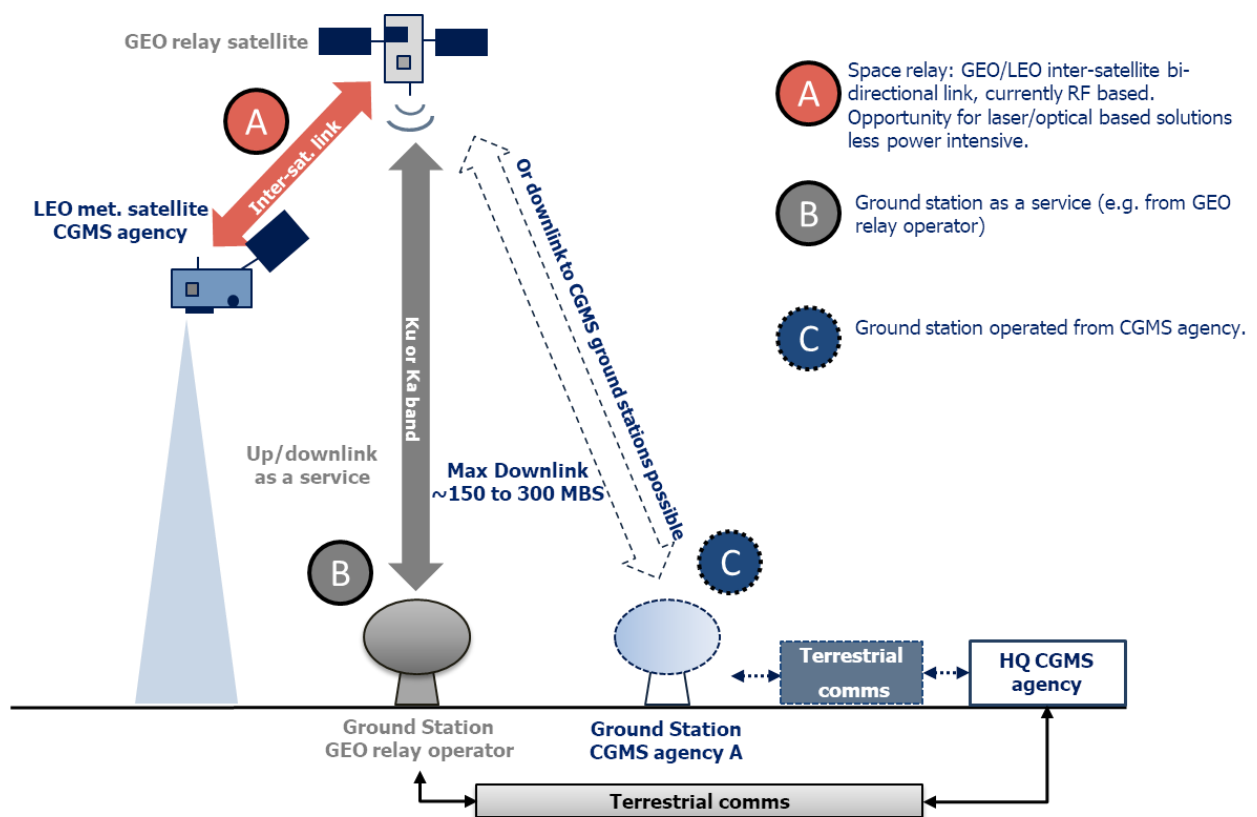 GEO relay satellite
A
Inter-sat. link
LEO met. satellite
CGMS agency
Ku or Ka band
Or downlink to CGMS ground stations possible
Up/downlink
as a service
Max Downlink
~150 to 300 MBS
B
C
Ground Station
GEO relay operator
Ground Station
CGMS agency A
Terrestrial
comms
HQ CGMS
agency
Terrestrial comms
A
Space relay: GEO/LEO inter-satellite bi-
directional link, currently RF based.
Opportunity for laser/optical based solutions
less power intensive.
B
Ground station as a service (e.g. from GEO
relay operator)
C
Ground station operated from CGMS agency.